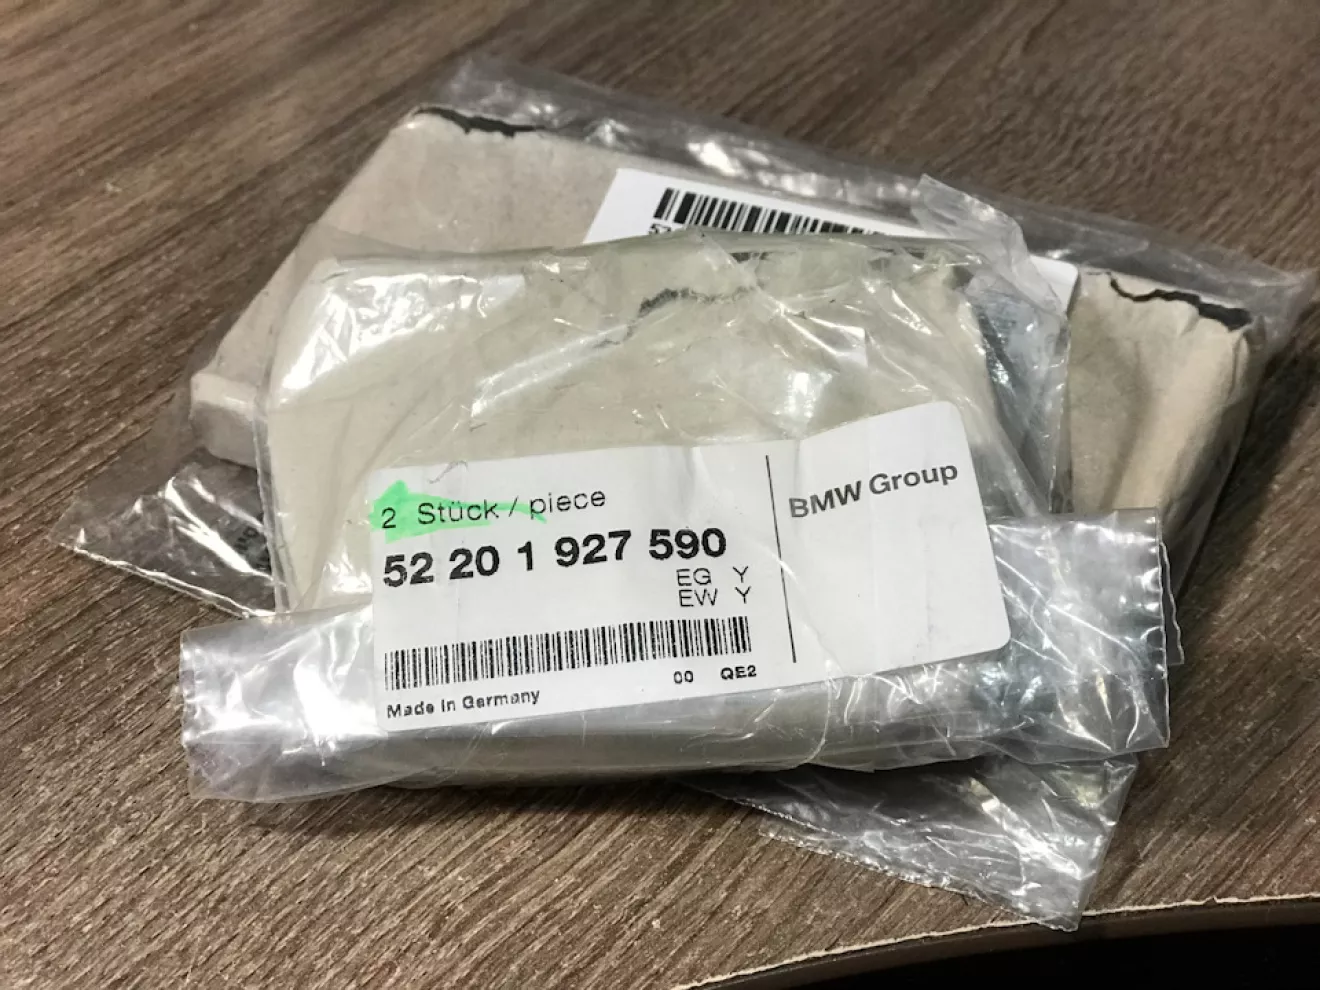 2 Stück / piece
52 20 1 927 590
EG Y
EW Y
00 QE2
Made in Germany
BMW Group